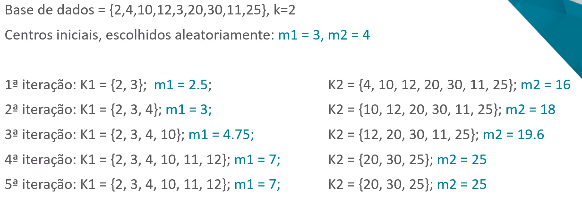 Base de dados = {2,4,10,12,3,20,30,11,25}, k=2
Centros iniciais, escolhidos aleatoriamente: m1 = 3, m2 = 4
1ª iteração: K1 = {2, 3}; m1 = 2.5; K2 = {4, 10, 12, 20, 30, 11, 25}; m2 = 16
2ª iteração: K1 = {2, 3, 4}; m1 = 3; K2 = {10, 12, 20, 30, 11, 25}; m2 = 18
3ª iteração: K1 = {2, 3, 4, 10}; m1 = 4.75; K2 = {12, 20, 30, 11, 25}; m2 = 19.6
4ª iteração: K1 = {2, 3, 4, 10, 11, 12}; m1 = 7; K2 = {20, 30, 25}; m2 = 25
5ª iteração: K1 = {2, 3, 4, 10, 11, 12}; m1 = 7; K2 = {20, 30, 25}; m2 = 25